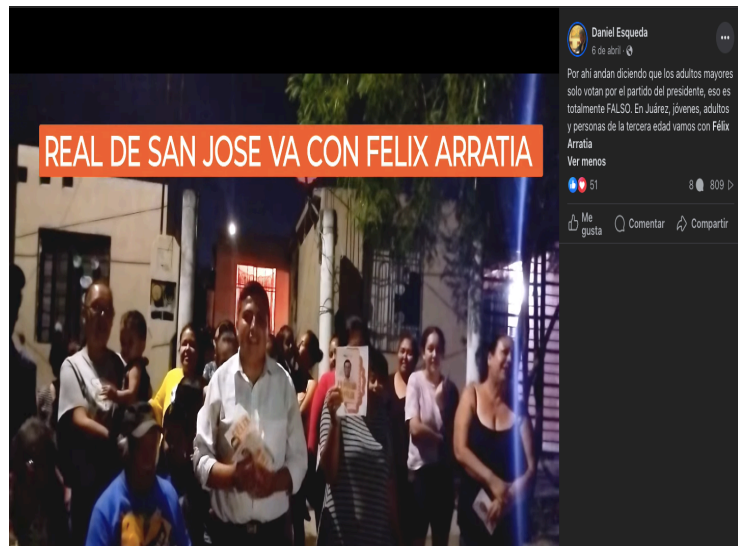 REAL DE SAN JOSE VA CON FELIX ARRATIA
Daniel Esqueda
6 de abril ·
Por ahí andan diciendo que los adultos mayores
solo votan por el partido del presidente, eso es
totalmente FALSO. En Juárez, jóvenes, adultos
y personas de la tercera edad vamos con Félix
Arratia
Ver menos
51
8 809
Me
gusta
Comentar
Compartir